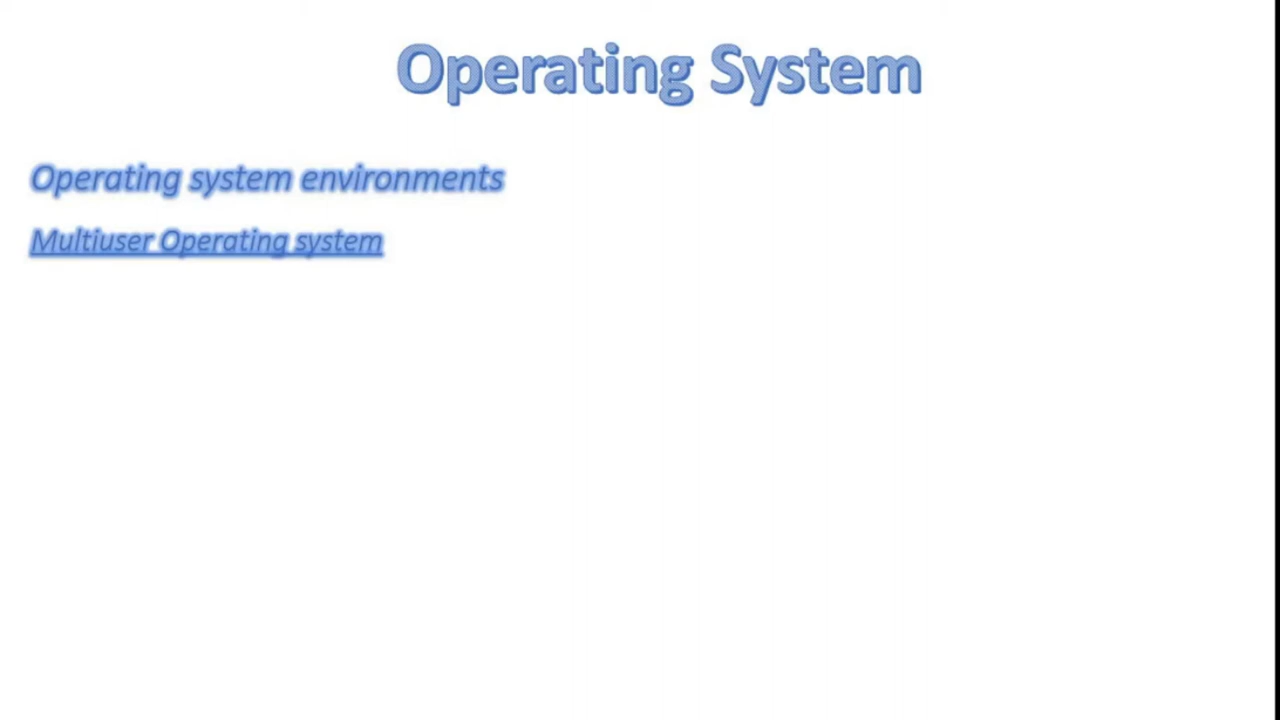 Operating System
Operating system environments
Multiuser Operating system